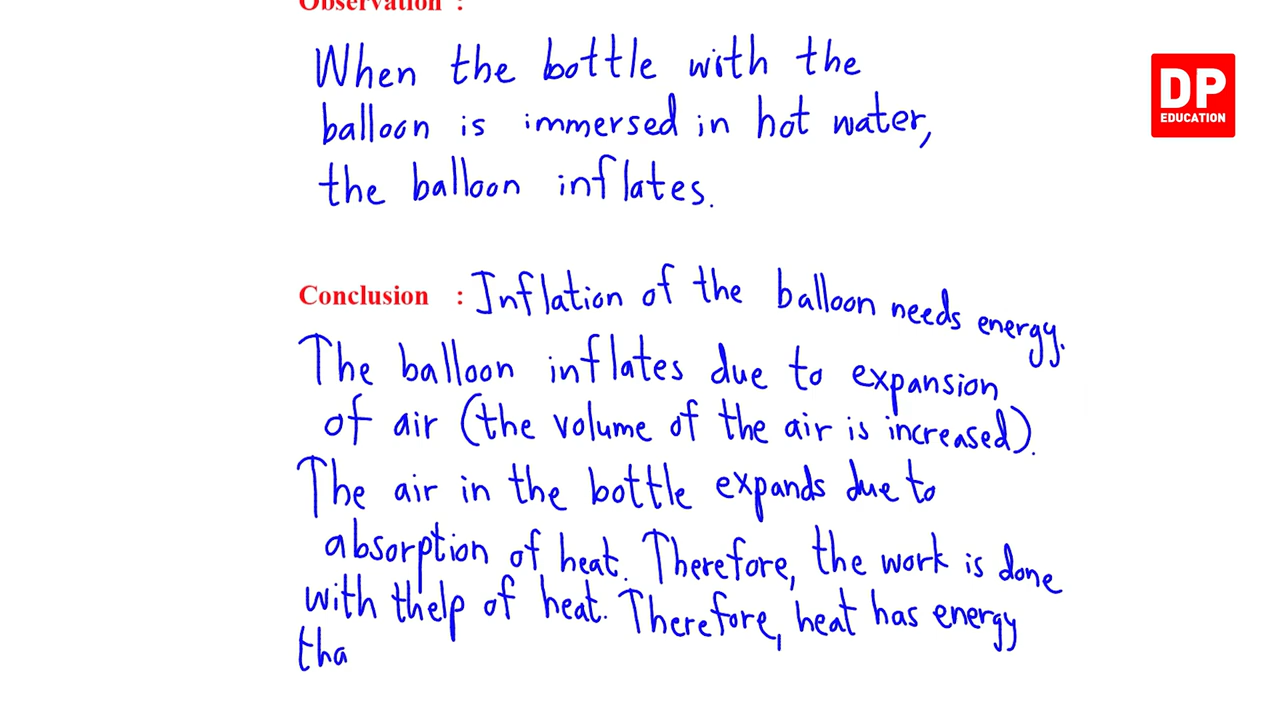 Observation :
When the bottle with the
balloon is immersed in hot water,
the balloon inflates.
Conclusion : Inflation of the balloon needs energy.
The balloon inflates due to expansion
of air (the volume of the air is increased).
The air in the bottle expands due to
absorption of heat. Therefore, the work is done
with thelp of heat. Therefore, heat has energy
tha
DP
EDUCATION